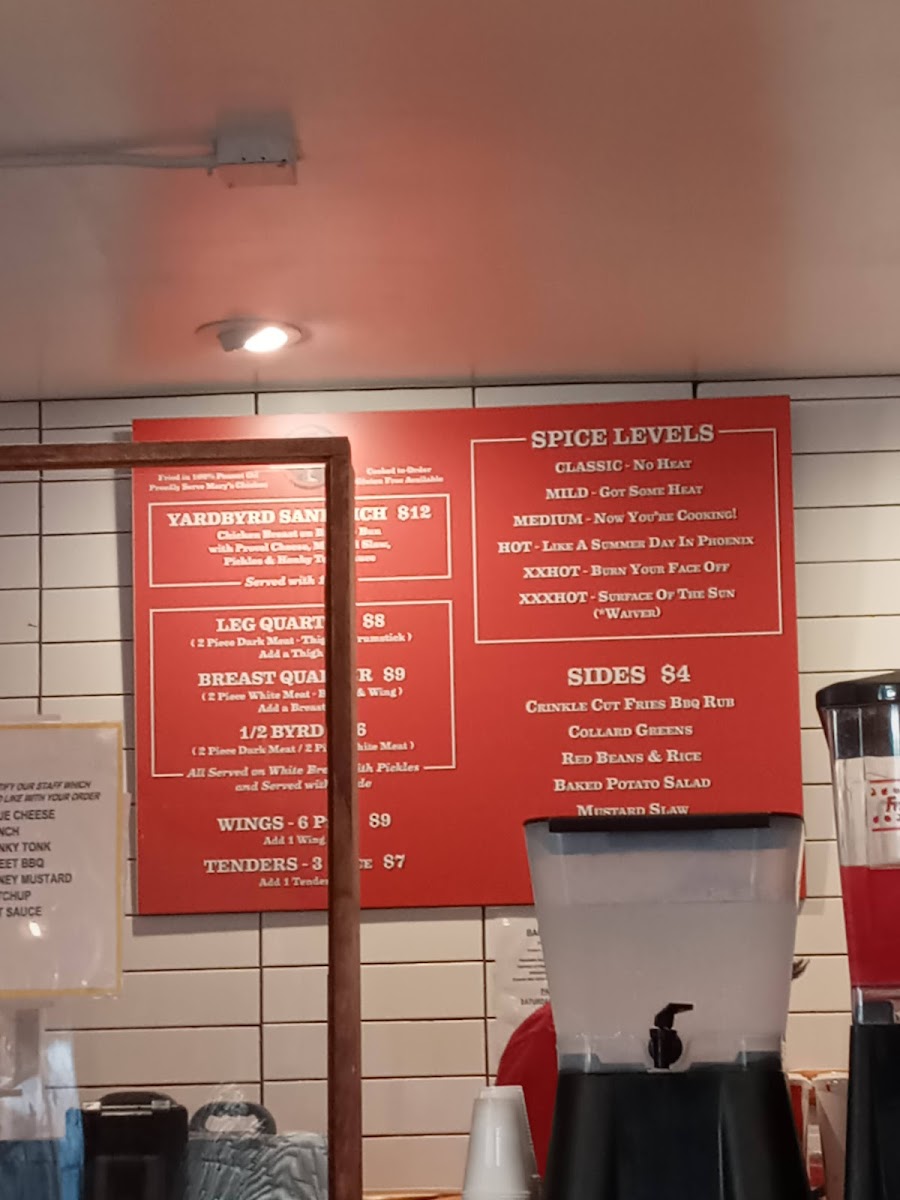 Fried in 100% Peanut Oil
Proudly Serve Mary's Chicken
Cooked to Order
Gluten Free Available
YARDBYRD SAN ICH $12
Chicken Breast on Bun
with Provel Cheese, Slaw,
Pickles & Honky
Served with
LEG QUART $8
( 2 Piece Dark Meat - Thig rumstick )
Add a Thigh
BREAST QUA R $9
( 2 Piece White Meat - B & Wing )
Add a Breast
1/2 BYRD 6
( 2 Piece Dark Meat / 2 Pi hite Meat )
All Served on White Bre ith Pickles
and Served with de
WINGS - 6 P $9
Add 1 Wing
TENDERS - 3 CE $7
Add 1 Tender
SPICE LEVELS
CLASSIC - NO HEAT
MILD - GOT SOME HEAT
MEDIUM - NOW YOU'RE COOKING!
HOT - LIKE A SUMMER DAY IN PHOENIX
XXHOT - BURN YOUR FACE OFF
XXXHOT - SURFACE OF THE SUN
(*WAIVER)
SIDES $4
CRINKLE CUT FRIES BBQ RUB
COLLARD GREENS
RED BEANS & RICE
BAKED POTATO SALAD
MUSTARD SLAW
TIFY OUR STAFF WHICH
LIKE WITH YOUR ORDER
UE CHEESE
NCH
NKY TONK
EET BBQ
NEY MUSTARD
TCHUP
T SAUCE